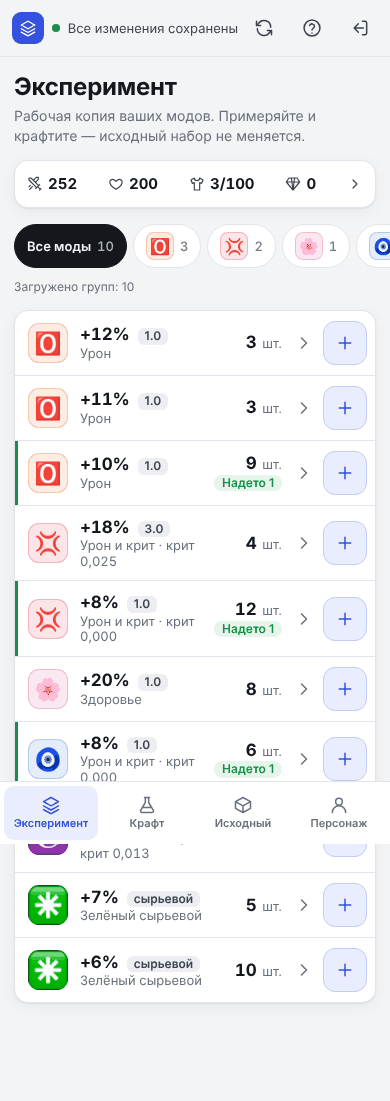 Все изменения сохранены
Эксперимент
Рабочая копия ваших модов. Примеряйте и
крафтите — исходный набор не меняется.
252 200 3/100 0
Все моды 10 3 2 1
Загружено групп: 10
+12% 1.0
Урон
3 шт.
+11% 1.0
Урон
3 шт.
+10% 1.0
Урон
9 шт.
Надето 1
+18% 3.0
Урон и крит · крит
0,025
4 шт.
+8% 1.0
Урон и крит · крит
0,000
12 шт.
Надето 1
+20% 1.0
Здоровье
8 шт.
+8% 1.0
Урон и крит · крит
0,000
6 шт.
Надето 1
Эксперимент Крафт Исходный Персонаж
крит 0,013
+7% сырьевой
Зелёный сырьевой
5 шт.
+6% сырьевой
Зелёный сырьевой
10 шт.